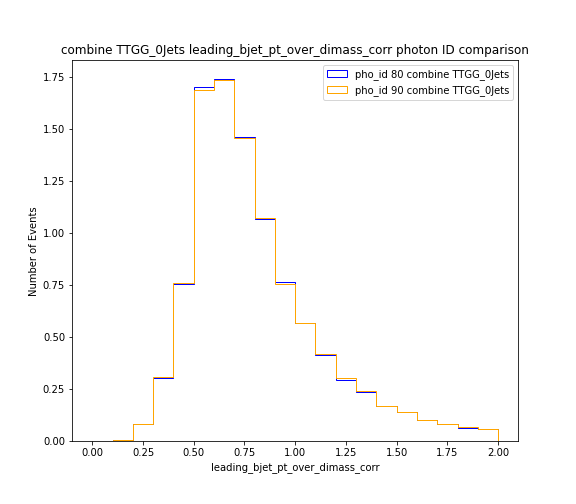 combine TTGG_0Jets leading_bjet_pt_over_dimass_corr photon ID comparison
pho_id 80 combine TTGG_0Jets
pho_id 90 combine TTGG_0Jets
Number of Events
1.75
1.50
1.25
1.00
0.75
0.50
0.25
0.00
0.00 0.25 0.50 0.75 1.00 1.25 1.50 1.75 2.00
leading_bjet_pt_over_dimass_corr